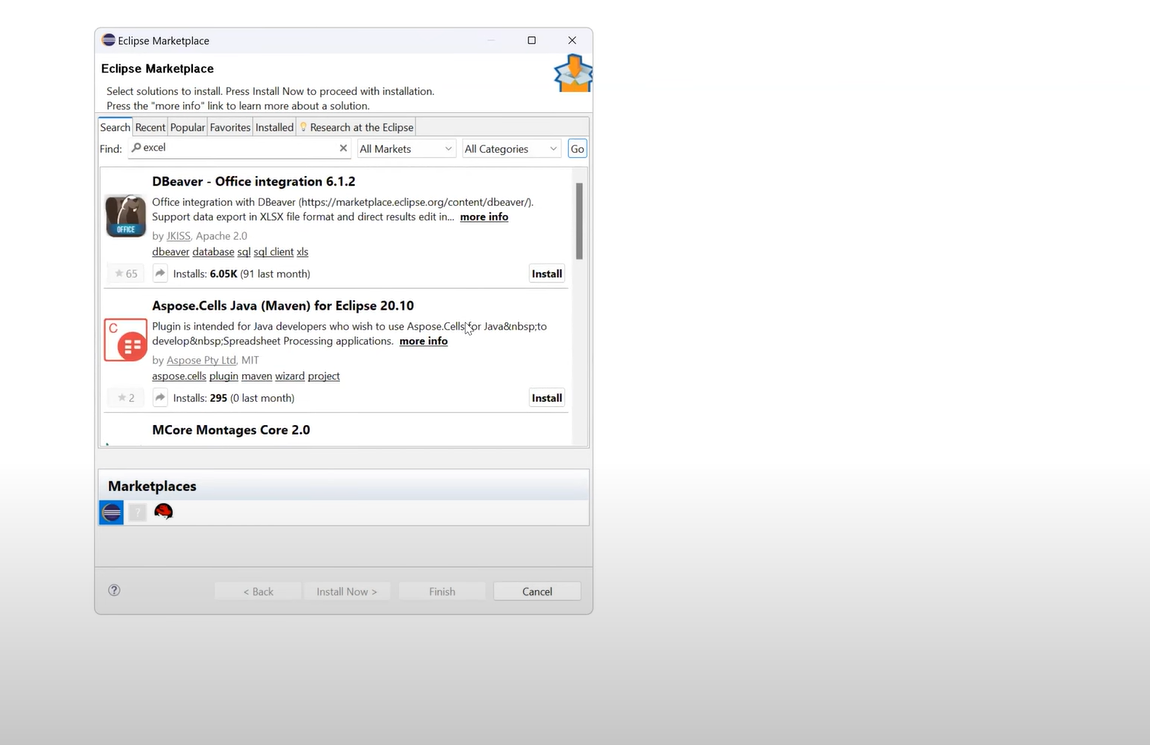 Eclipse Marketplace
Eclipse Marketplace
Select solutions to install. Press Install Now to proceed with installation.
Press the "more info" link to learn more about a solution.
Search Recent Popular Favorites Installed Research at the Eclipse
Find: excel All Markets All Categories Go
DBeaver - Office integration 6.1.2
Office integration with DBeaver (https://marketplace.eclipse.org/content/dbeaver/).
Support data export in XLSX file format and direct results edit in... more info
OFFICE
by JKISS, Apache 2.0
dbeaver database sql sql client xls
65 Installs: 6.05K (91 last month) Install
Aspose.Cells Java (Maven) for Eclipse 20.10
C
Plugin is intended for Java developers who wish to use Aspose.Cells for Java&nbsp;to
develop&nbsp;Spreadsheet Processing applications. more info
by Aspose Pty Ltd, MIT
aspose.cells plugin maven wizard project
2 Installs: 295 (0 last month) Install
MCore Montages Core 2.0
Marketplaces
?
? < Back Install Now > Finish Cancel